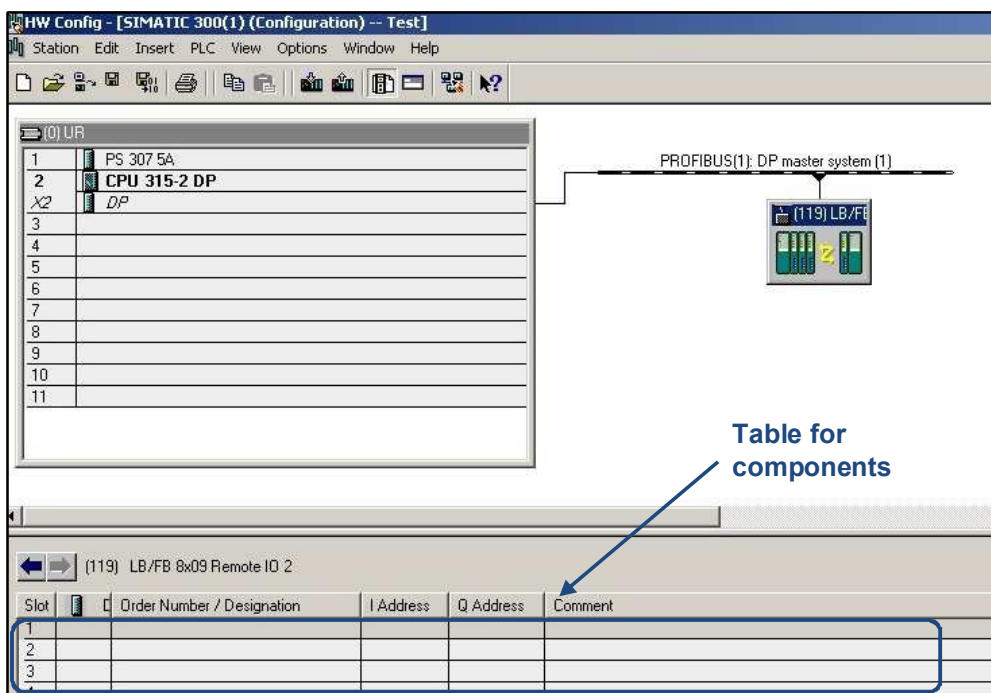 HW Config - [SIMATIC 300(1) (Configuration) -- Test]
Station Edit Insert PLC View Options Window Help
(0) UR
1 PS 307 5A
2 CPU 315-2 DP
X2 DP
3
4
5
6
7
8
9
10
11
PROFIBUS(1): DP master system (1)
(119) LB/FB
Table for
components
(119) LB/FB 8x09 Remote IO 2
Slot D Order Number / Designation I Address Q Address Comment
1
2
3
4